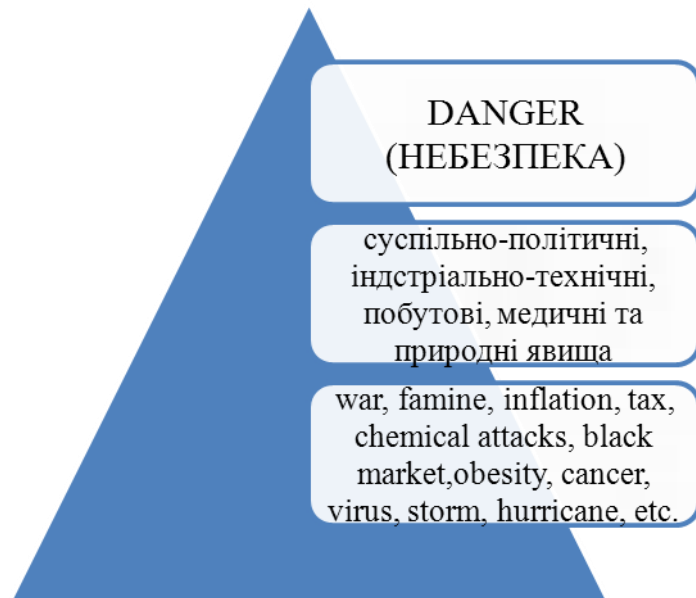 DANGER
(НЕБЕЗПЕКА)
суспільно-політичні,
індстріально-технічні,
побутові, медичні та
природні явища
war, famine, inflation, tax,
chemical attacks, black
market,obesity, cancer,
virus, storm, hurricane, etc.